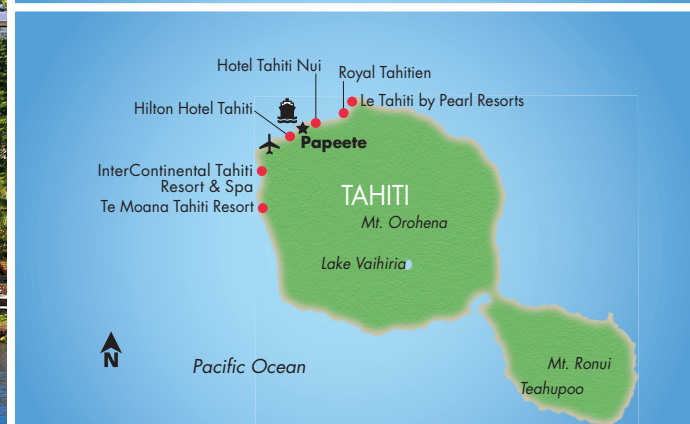 Hotel Tahiti Nui
Royal Tahitien
Hilton Hotel Tahiti
Le Tahiti by Pearl Resorts
Papeete
InterContinental Tahiti
Resort & Spa
Te Moana Tahiti Resort
TAHITI
Mt. Orohena
Lake Vaihiria
N
Pacific Ocean
Mt. Ronui
Teahupoo